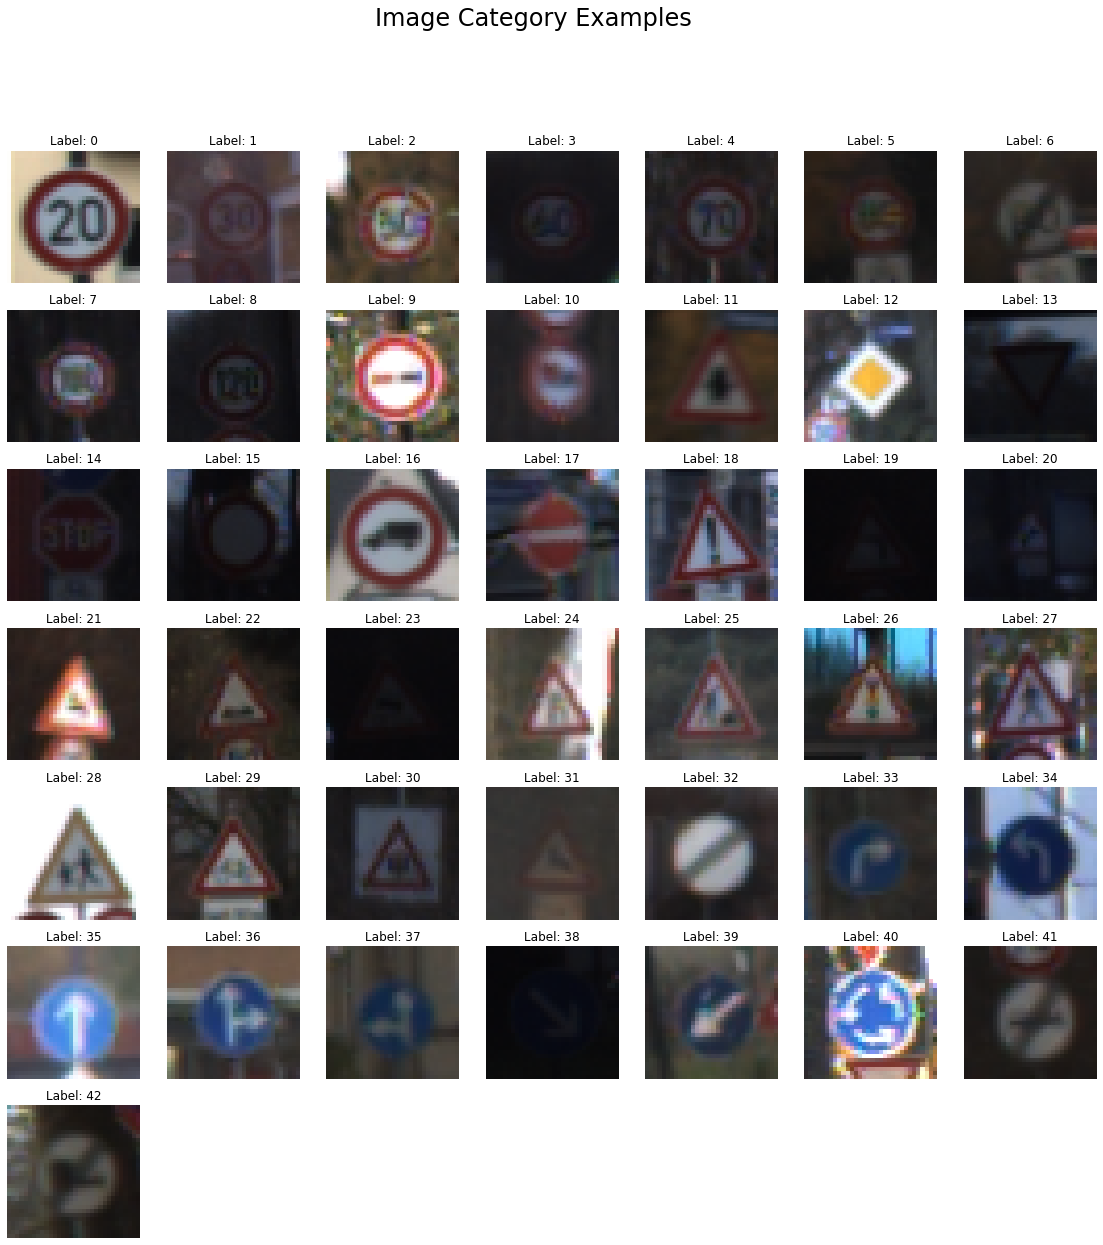 Image Category Examples
Label: 0
Label: 1
Label: 2
Label: 3
Label: 4
Label: 5
Label: 6
20
30
70
Label: 7
Label: 8
Label: 9
Label: 10
Label: 11
Label: 12
Label: 13
120
Label: 14
Label: 15
Label: 16
Label: 17
Label: 18
Label: 19
Label: 20
STOP
Label: 21
Label: 22
Label: 23
Label: 24
Label: 25
Label: 26
Label: 27
Label: 28
Label: 29
Label: 30
Label: 31
Label: 32
Label: 33
Label: 34
Label: 35
Label: 36
Label: 37
Label: 38
Label: 39
Label: 40
Label: 41
Label: 42